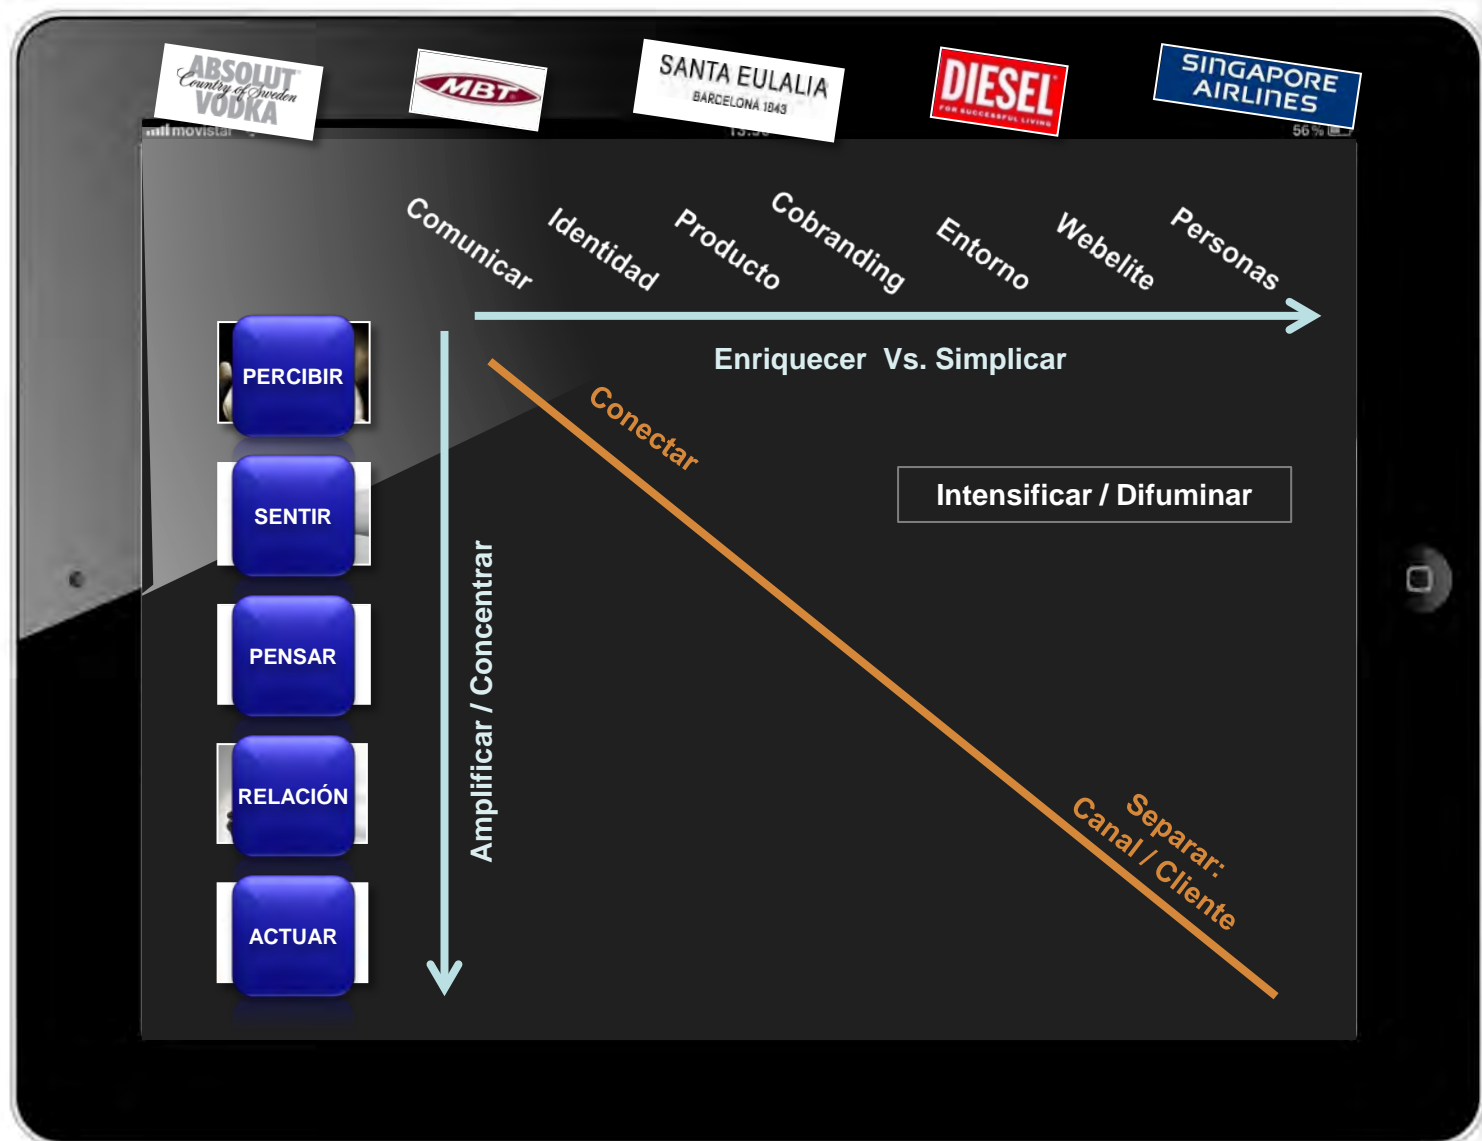 ABSOLUT
Country of Sweden
VODKA
MBT
SANTA EULALIA
BARCELONA 1843
DIESEL
FOR SUCCESSFUL LIVING
SINGAPORE
AIRLINES
movistar
56 %
Comunicar
Identidad
Producto
Cobranding
Entorno
Webelite
Personas
Enriquecer Vs. Simplicar
PERCIBIR
Conectar
Intensificar / Difuminar
SENTIR
Amplificar / Concentrar
PENSAR
RELACIÓN
Separar:
Canal / Cliente
ACTUAR